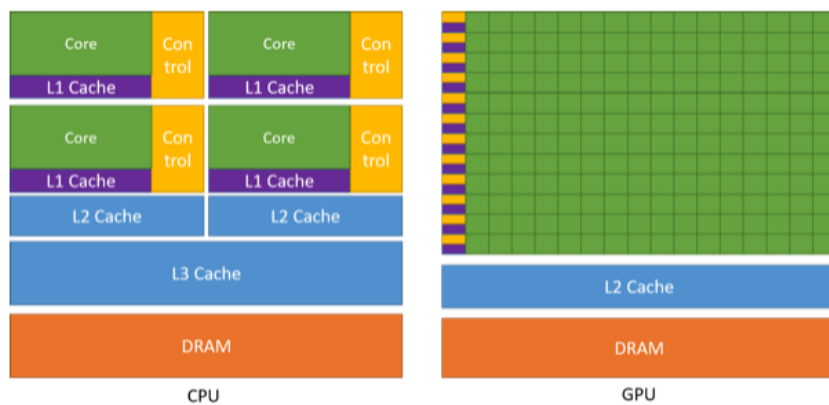 Core
Con
trol
L1 Cache
Core
Con
trol
L1 Cache
Core
Con
trol
L1 Cache
Core
Con
trol
L1 Cache
L2 Cache
L2 Cache
L3 Cache
DRAM
CPU
L2 Cache
DRAM
GPU